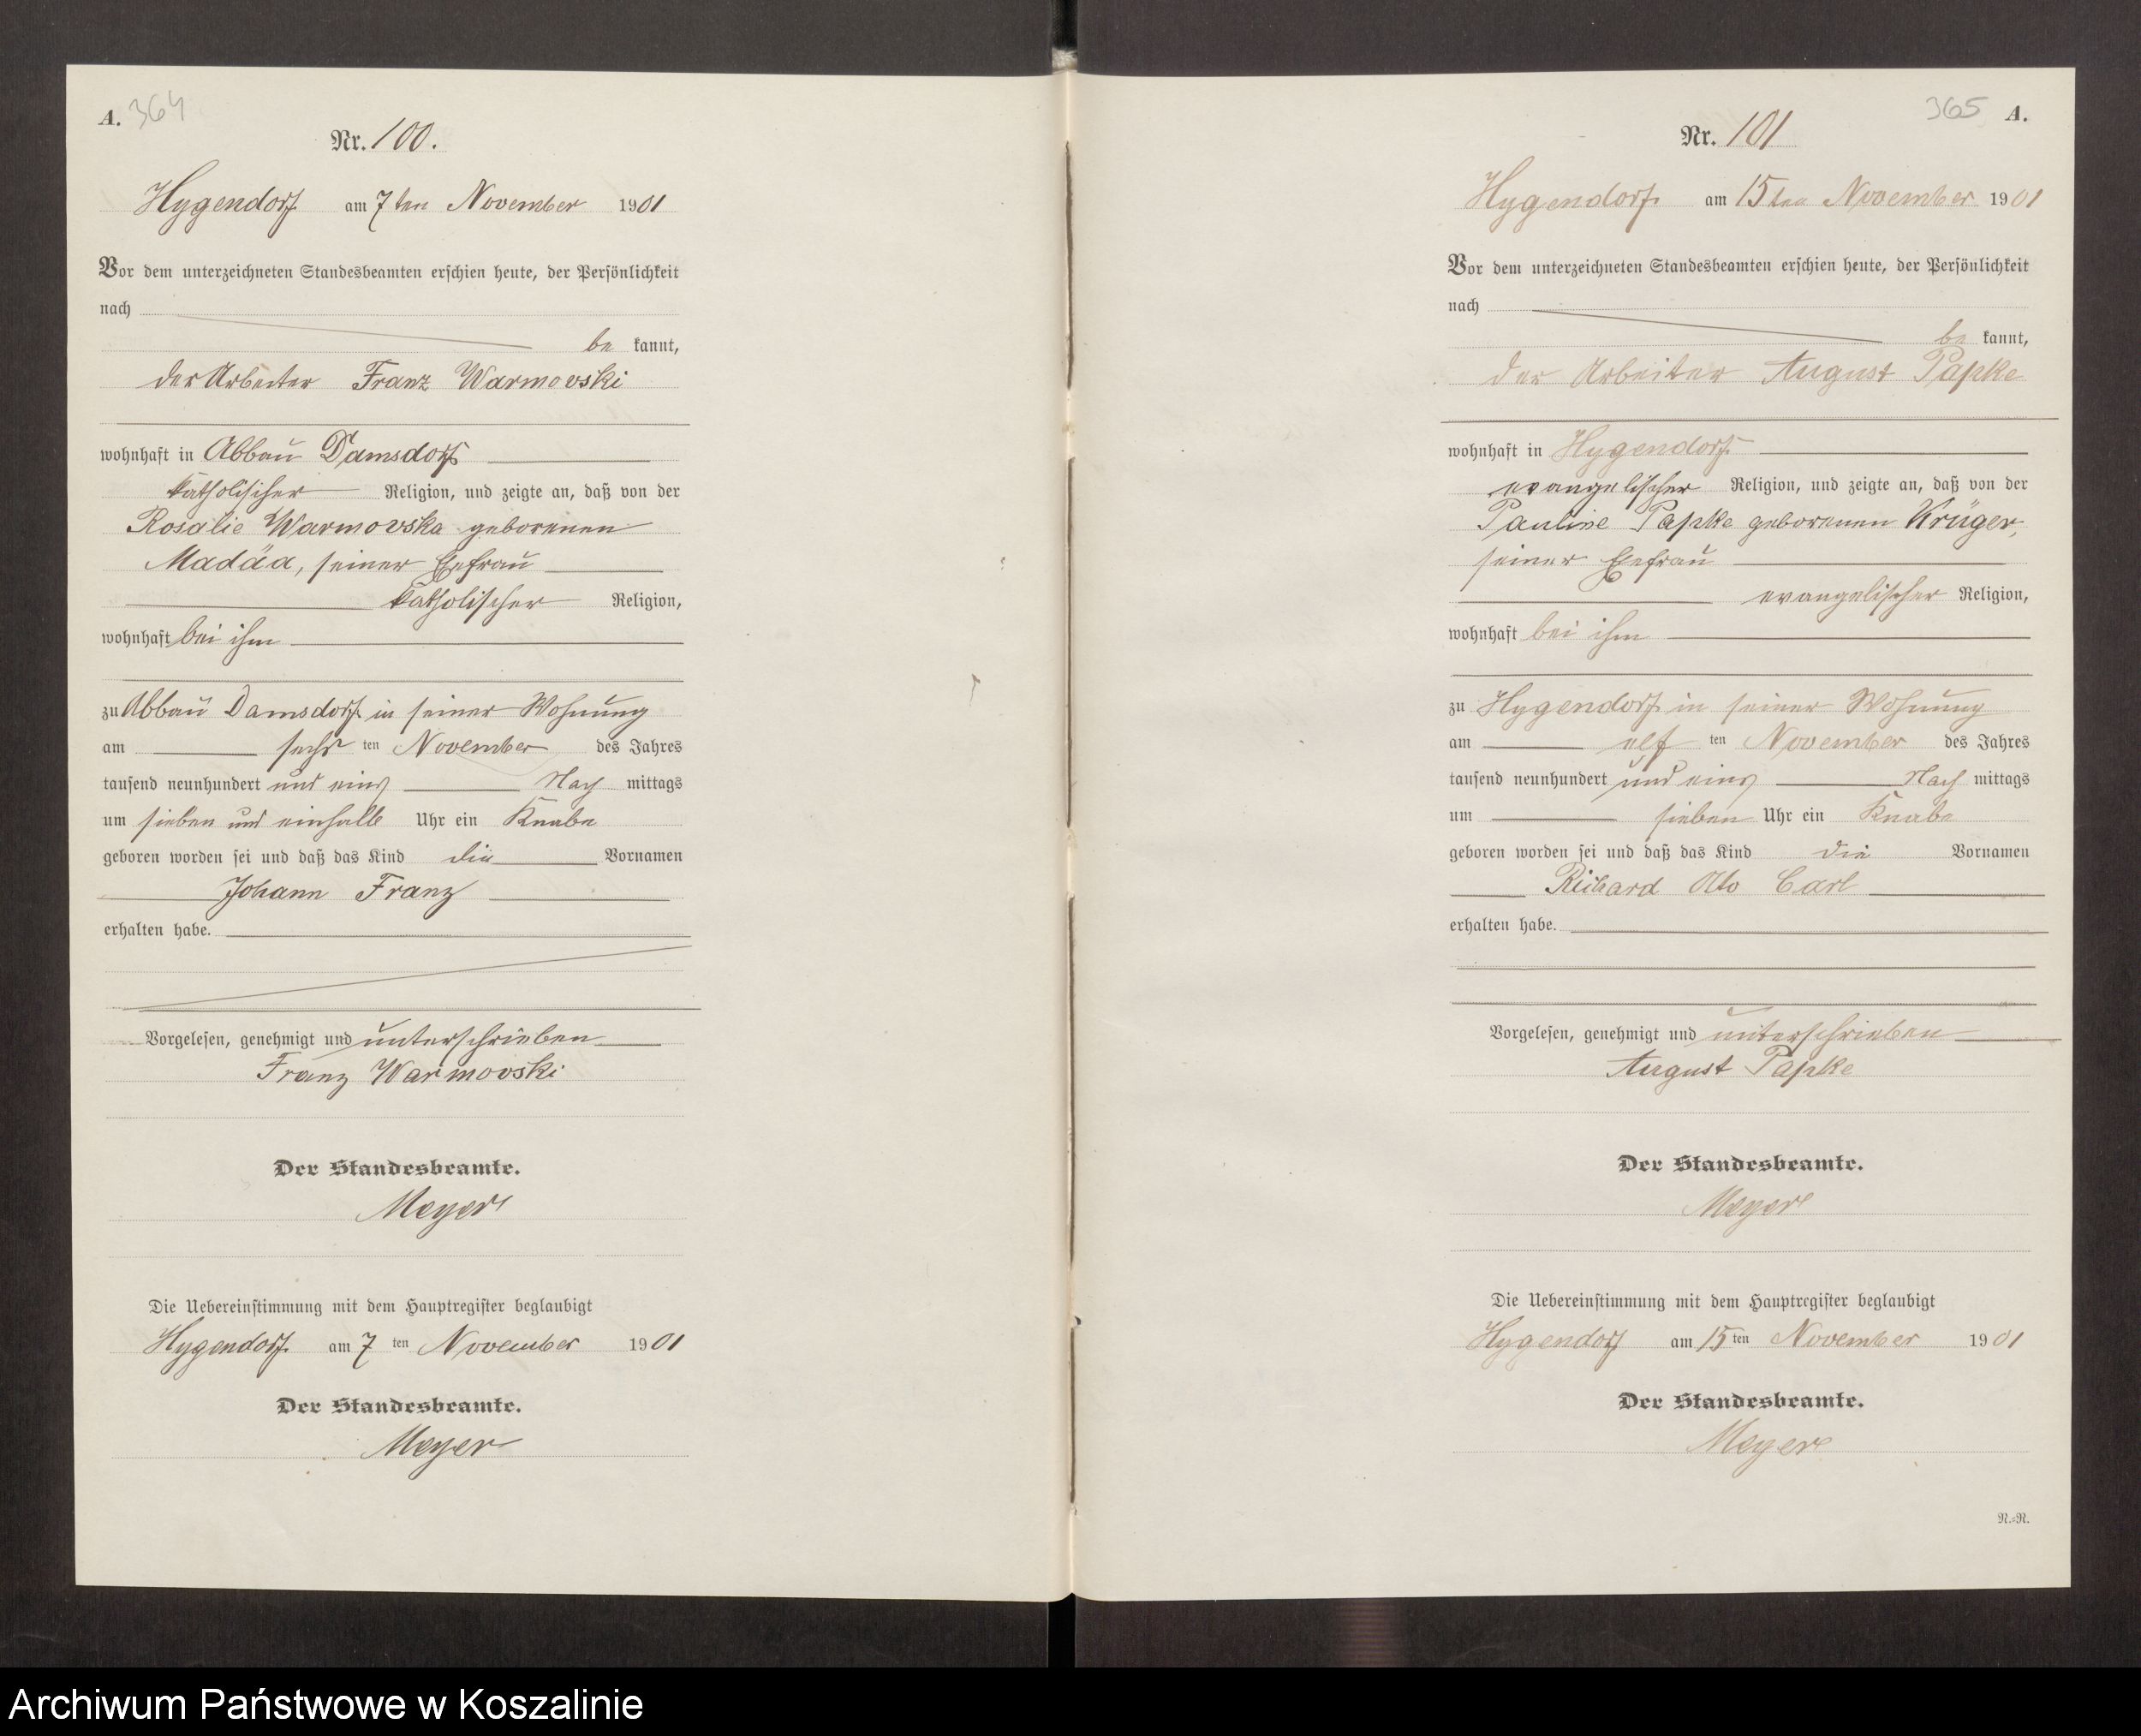 A. 364
Nr. 100.
Hygendorf am 7ten November 1901
Vor dem unterzeichneten Standesbeamten erschien heute, der Persönlichkeit
nach
be kannt,
der Arbeiter Franz Warmovski
wohnhaft in Abbau Damsdorf
katholischer Religion, und zeigte an, daß von der
Rosalie Warmovska geborenen
Madäa, seiner Ehefrau
katholischer Religion,
wohnhaft bei ihm
zu Abbau Damsdorf in seiner Wohnung
am sechs ten November des Jahres
tausend neunhundert und eins Nach mittags
um sieben und einhalb Uhr ein Knabe
geboren worden sei und daß das Kind die Vornamen
Johann Franz
erhalten habe.
Vorgelesen, genehmigt und unterschrieben
Franz Warmovski
Der Standesbeamte.
Meyer
Die Uebereinstimmung mit dem Hauptregister beglaubigt
Hygendorf am 7 ten November 1901
Der Standesbeamte.
Meyer
365 A.
Nr. 101
Hygendorf am 15ten November 1901
Vor dem unterzeichneten Standesbeamten erschien heute, der Persönlichkeit
nach
be kannt,
der Arbeiter August Papke
wohnhaft in Hygendorf
evangelischer Religion, und zeigte an, daß von der
Pauline Papke geborenen Krüger,
seiner Ehefrau
evangelischer Religion,
wohnhaft bei ihm
zu Hygendorf in seiner Wohnung
am elf ten November des Jahres
tausend neunhundert und eins Nach mittags
um sieben Uhr ein Knabe
geboren worden sei und daß das Kind die Vornamen
Richard Otto Carl
erhalten habe.
Vorgelesen, genehmigt und unterschrieben
August Papke
Der Standesbeamte.
Meyer
Die Uebereinstimmung mit dem Hauptregister beglaubigt
Hygendorf am 15 ten November 1901
Der Standesbeamte.
Meyer
N.=R.
Archiwum Państwowe w Koszalinie